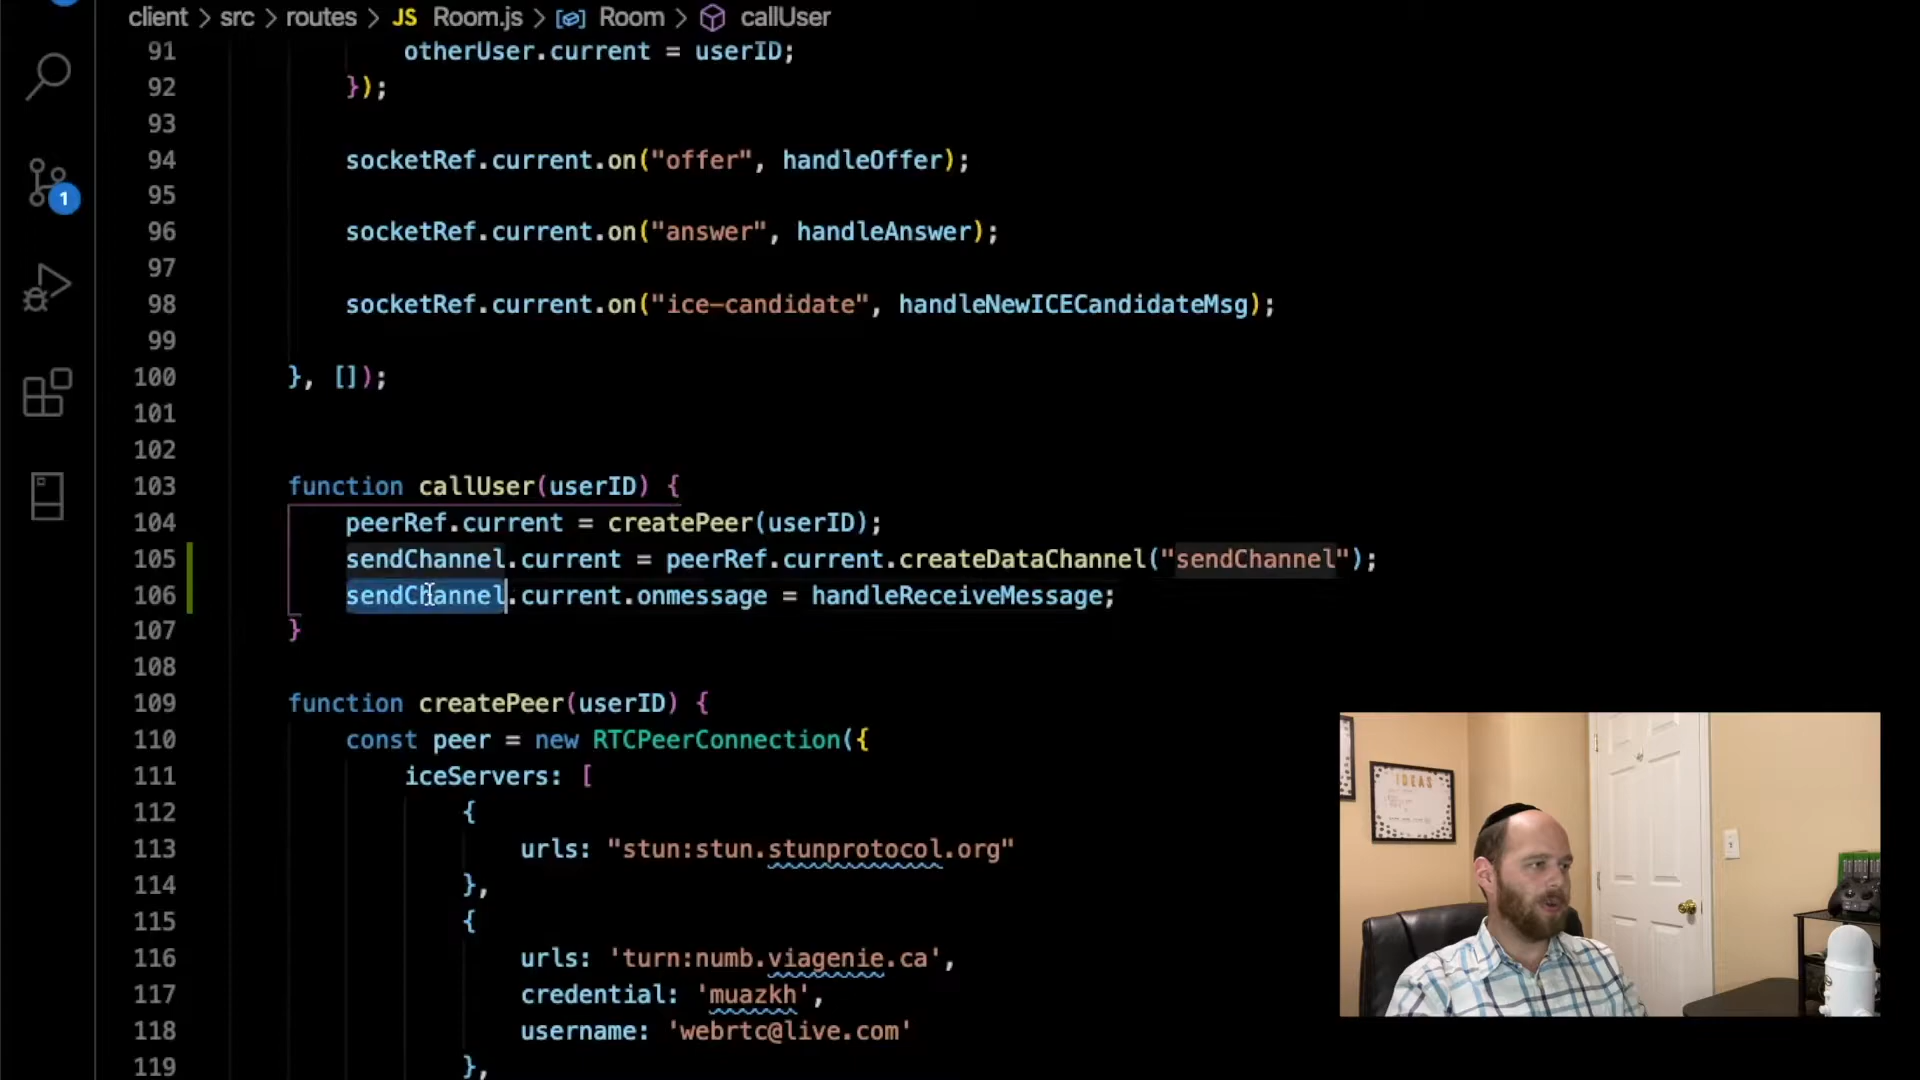 client > src > routes > JS Room.js > Room > callUser
91 otherUser.current = userID;
92 });
93
94 socketRef.current.on("offer", handleOffer);
95
96 socketRef.current.on("answer", handleAnswer);
97
98 socketRef.current.on("ice-candidate", handleNewICECandidateMsg);
99
100 }, []);
101
102
103 function callUser(userID) {
104 peerRef.current = createPeer(userID);
105 sendChannel.current = peerRef.current.createDataChannel("sendChannel");
106 sendChannel.current.onmessage = handleReceiveMessage;
107 }
108
109 function createPeer(userID) {
110 const peer = new RTCPeerConnection({
111 iceServers: [
112 {
113 urls: "stun:stun.stunprotocol.org"
114 },
115 {
116 urls: 'turn:numb.viagenie.ca',
117 credential: 'muazkh',
118 username: 'webrtc@live.com'
119 },
1
IDEAS